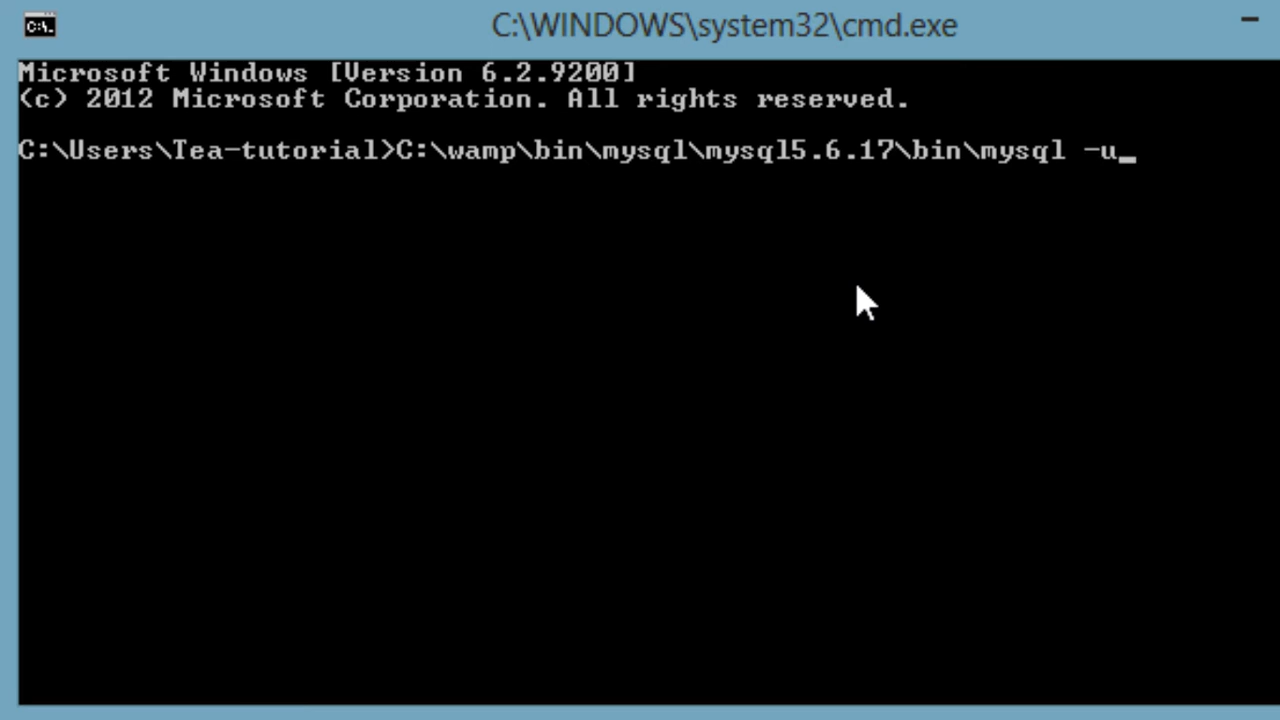 C:\WINDOWS\system32\cmd.exe
Microsoft Windows [Version 6.2.9200]
(c) 2012 Microsoft Corporation. All rights reserved.
C:\Users\Tea-tutorial>C:\wamp\bin\mysql\mysql5.6.17\bin\mysql -u_